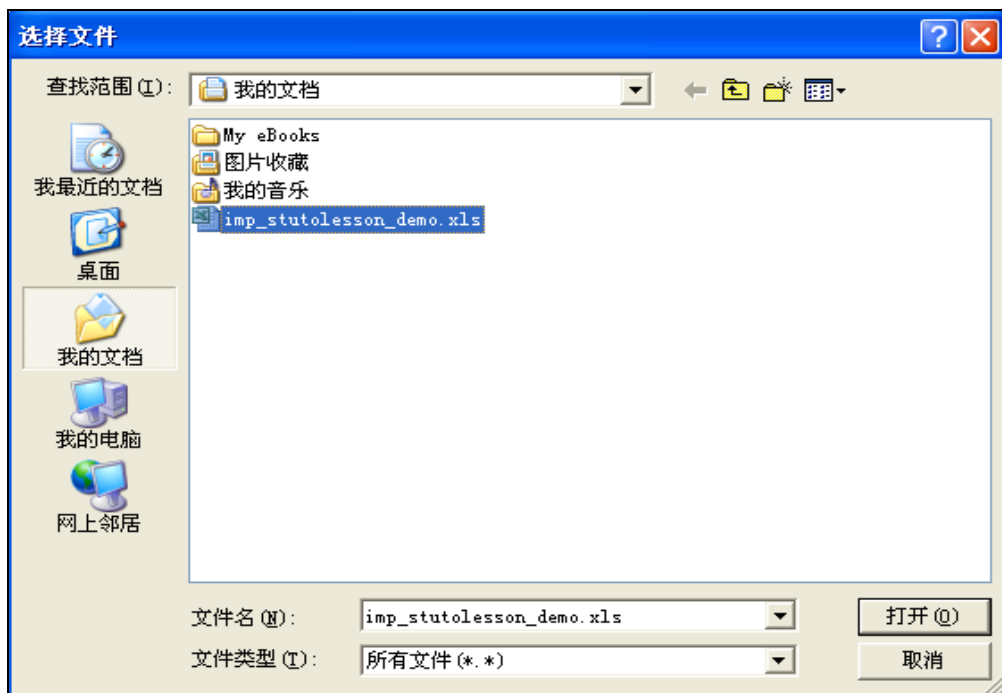 选择文件
查找范围(I): 我的文档
My eBooks
图片收藏
我的音乐
imp_stutolesson_demo.xls
我最近的文档
桌面
我的文档
我的电脑
网上邻居
文件名(N): imp_stutolesson_demo.xls 打开(O)
文件类型(T): 所有文件(*.*) 取消